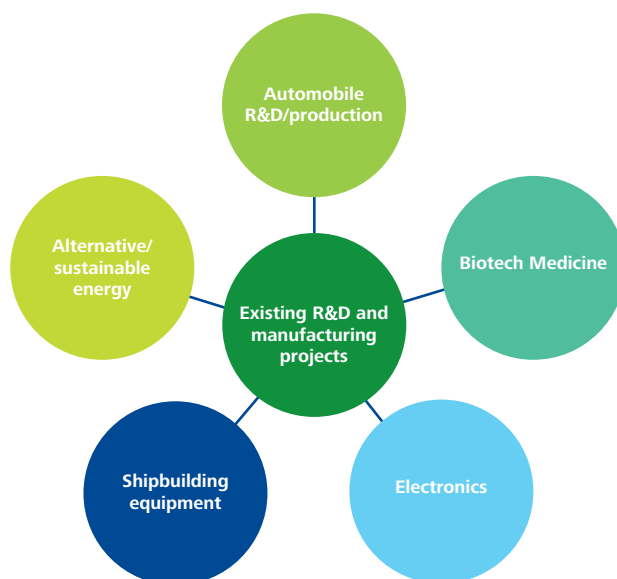 Automobile
R&D/production
Alternative/
sustainable
energy
Biotech Medicine
Existing R&D and
manufacturing
projects
Shipbuilding
equipment
Electronics